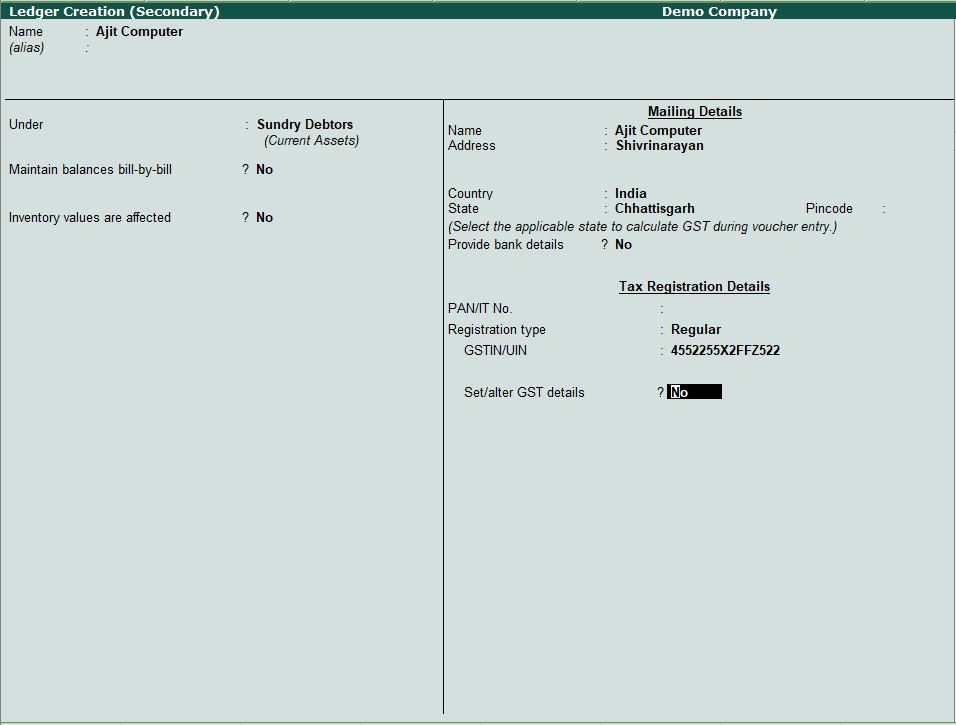 Ledger Creation (Secondary) Demo Company
Name : Ajit Computer
(alias) :
Under : Sundry Debtors
(Current Assets)
Maintain balances bill-by-bill ? No
Inventory values are affected ? No
Mailing Details
Name : Ajit Computer
Address : Shivrinarayan
Country : India
State : Chhattisgarh Pincode :
(Select the applicable state to calculate GST during voucher entry.)
Provide bank details ? No
Tax Registration Details
PAN/IT No. :
Registration type : Regular
GSTIN/UIN : 4552255X2FFZ522
Set/alter GST details ? No